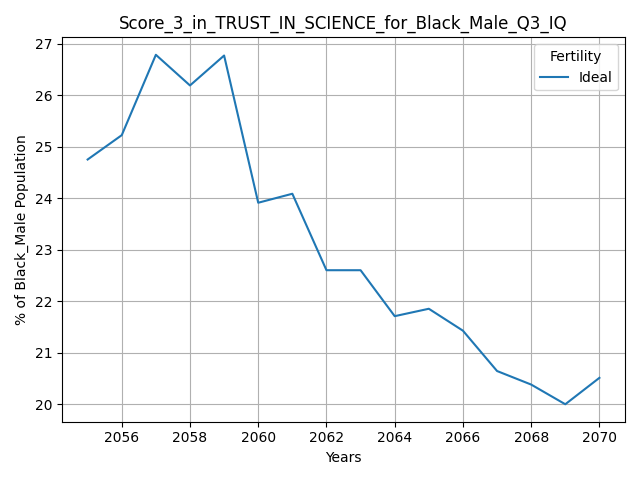 Score_3_in_TRUST_IN_SCIENCE_for_Black_Male_Q3_IQ
Fertility
Ideal
27
26
25
24
23
22
21
20
% of Black_Male Population
2056 2058 2060 2062 2064 2066 2068 2070
Years